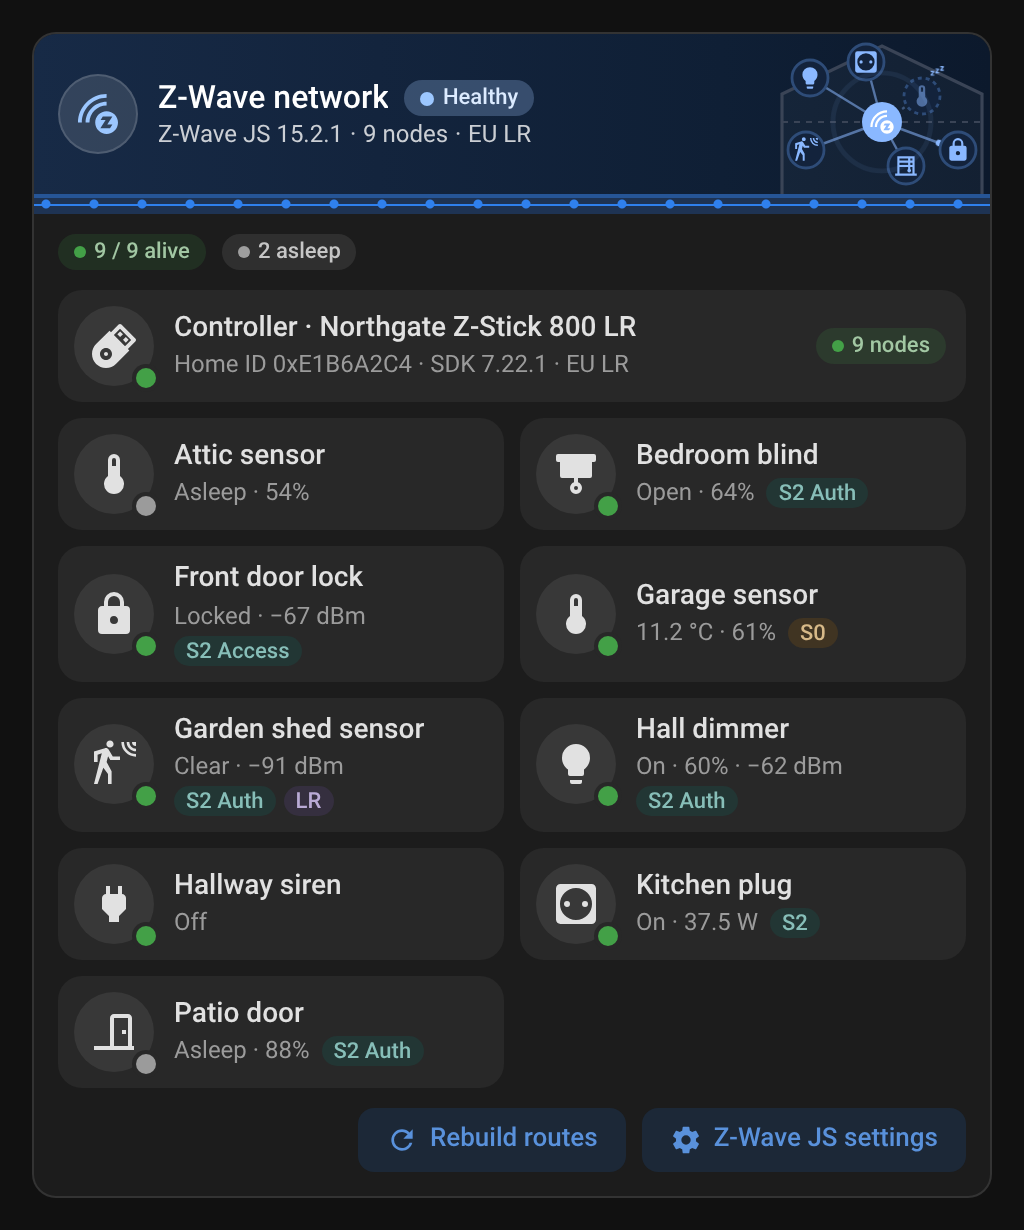 Z-Wave network
Healthy
Z-Wave JS 15.2.1 · 9 nodes · EU LR
9 / 9 alive
2 asleep
Controller · Northgate Z-Stick 800 LR
Home ID 0xE1B6A2C4 · SDK 7.22.1 · EU LR
9 nodes
Attic sensor
Asleep · 54%
Bedroom blind
Open · 64% S2 Auth
Front door lock
Locked · −67 dBm
S2 Access
Garage sensor
11.2 °C · 61% S0
Garden shed sensor
Clear · −91 dBm
S2 Auth LR
Hall dimmer
On · 60% · −62 dBm
S2 Auth
Hallway siren
Off
Kitchen plug
On · 37.5 W S2
Patio door
Asleep · 88% S2 Auth
Rebuild routes
Z-Wave JS settings